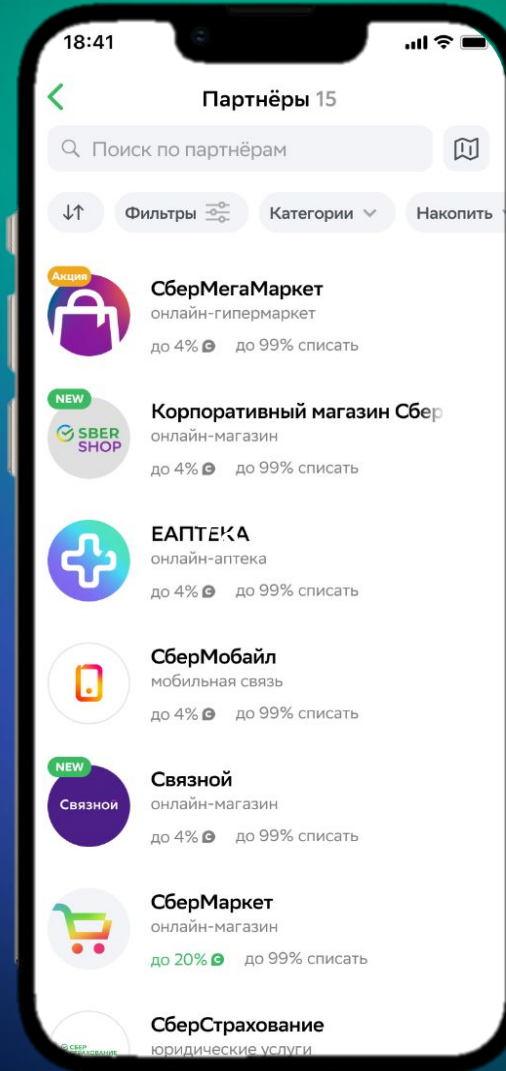 18:41
Партнёры 15
Поиск по партнёрам
Фильтры Категории Накопить
Акция
СберМегаМаркет
онлайн-гипермаркет
до 4% до 99% списать
NEW
Корпоративный магазин Сбер
SBER
SHOP
онлайн-магазин
до 4% до 99% списать
ЕАПТЕКА
онлайн-аптека
до 4% до 99% списать
СберМобайл
мобильная связь
до 4% до 99% списать
NEW
Связной
Связной
онлайн-магазин
до 4% до 99% списать
СберМаркет
онлайн-магазин
до 20% до 99% списать
СберСтрахование
СБЕР
юридические услуги